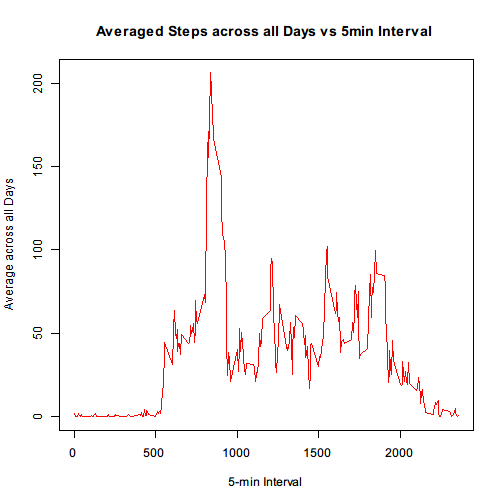 Averaged Steps across all Days vs 5min Interval
Average across all Days
200
150
100
50
0
0 500 1000 1500 2000
5-min Interval